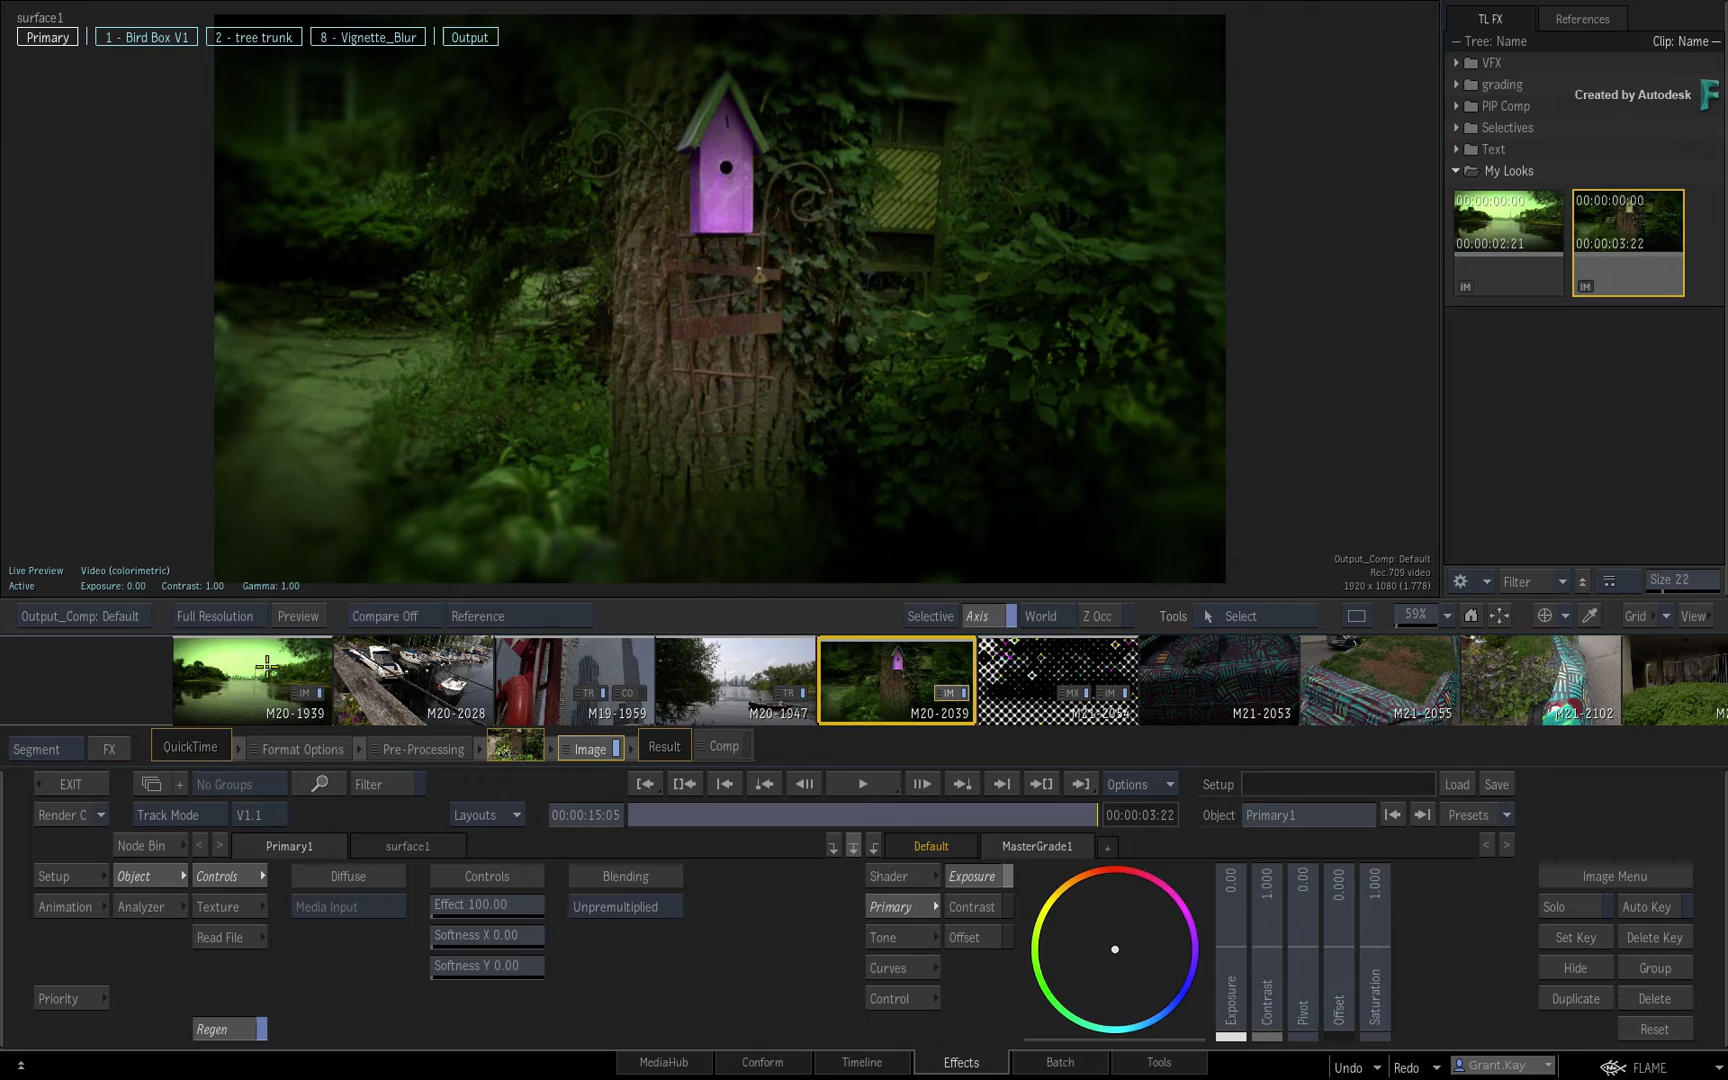 surface1
Primary
1 - Bird Box V1
2 - tree trunk
8 - Vignette_Blur
Output
TL FX
References
Tree: Name
Clip: Name
VFX
grading
PIP Comp
Selectives
Text
My Looks
Created by Autodesk
00:00:00:00
00:00:02:21
IM
00:00:00:00
00:00:03:22
IM
Live Preview
Video (colorimetric)
Active
Exposure: 0.00
Contrast: 1.00
Gamma: 1.00
Output_Comp: Default
Rec.709 video
1920 x 1080 (1.778)
Filter
Size 22
Output_Comp: Default
Full Resolution
Preview
Compare Off
Reference
Selective
Axis
World
Z Occ
Tools
Select
59%
Grid
View
IM
M20-1939
M20-2028
TR
CO
M19-1959
TR
M20-1947
IM
M20-2039
MX
IM
M21-2054
M21-2053
M21-2055
M21-2102
Segment
FX
QuickTime
Format Options
Pre-Processing
Image
Result
Comp
EXIT
+
No Groups
Filter
Options
Setup
Load
Save
Render C
Track Mode
V1.1
Layouts
00:00:15:05
00:00:03:22
Object
Primary1
Presets
Node Bin
<
>
Primary1
surface1
Default
MasterGrade1
+
<
>
Setup
Object
Controls
Diffuse
Controls
Blending
Shader
Exposure
Image Menu
Animation
Analyzer
Texture
Media Input
Effect 100.00
Unpremultiplied
Primary
Contrast
Solo
Auto Key
Read File
Softness X 0.00
Tone
Offset
Set Key
Delete Key
Softness Y 0.00
Curves
Hide
Group
Priority
Control
Duplicate
Delete
Regen
Reset
0.00
Exposure
1.000
Contrast
0.00
Pivot
0.000
Offset
1.000
Saturation
MediaHub
Conform
Timeline
Effects
Batch
Tools
Undo
Redo
Grant.Kay
FLAME